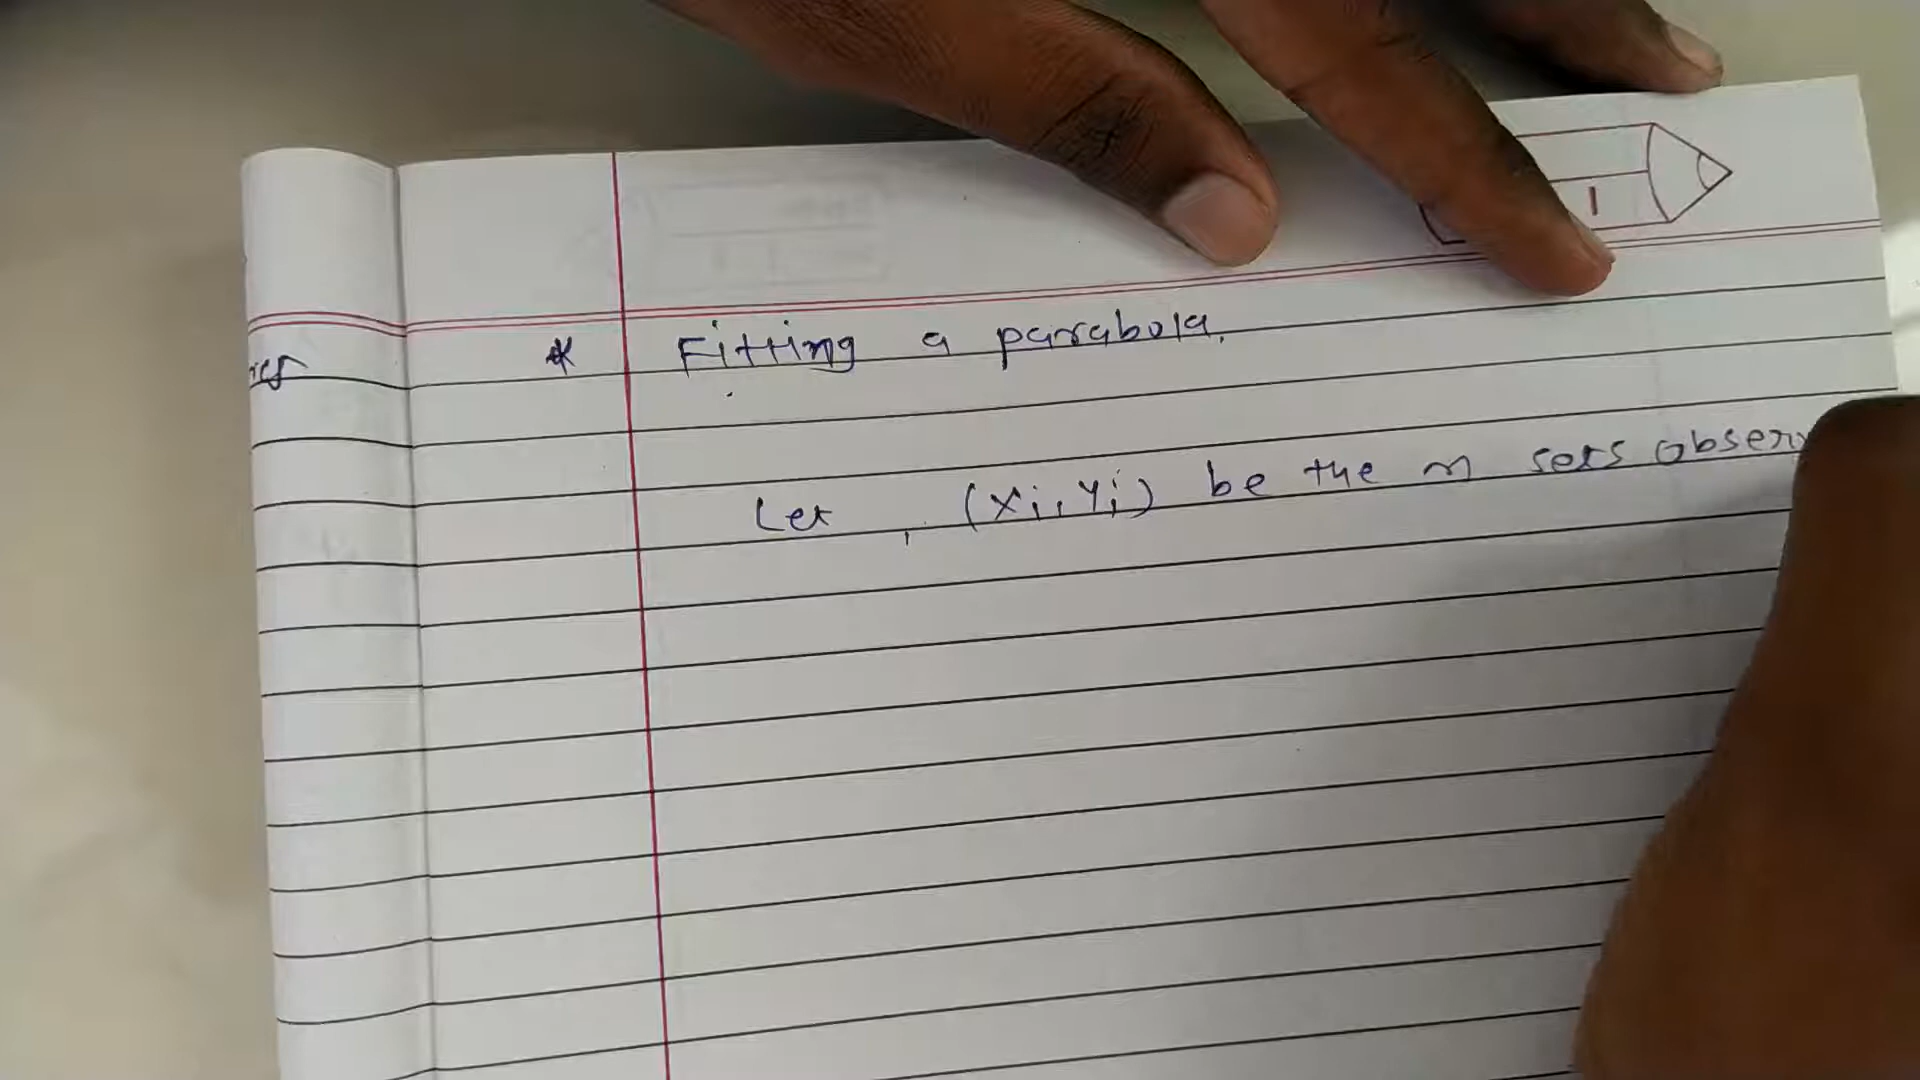 * Fitting a parabola.
Let , (xi, yi) be the n sets observ